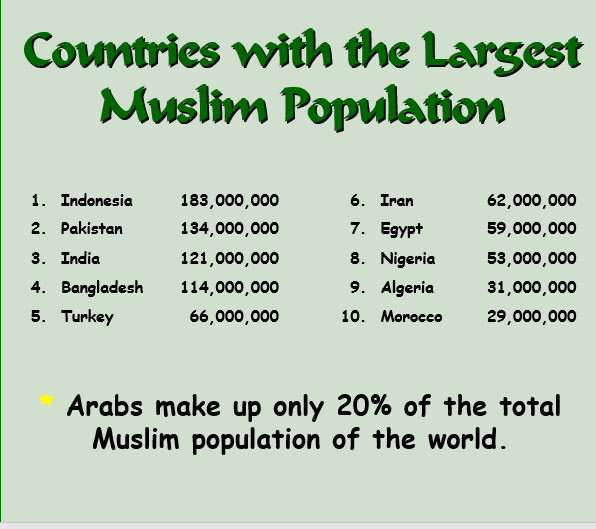 Countries with the Largest
Muslim Population
1. Indonesia 183,000,000
2. Pakistan 134,000,000
3. India 121,000,000
4. Bangladesh 114,000,000
5. Turkey 66,000,000
6. Iran 62,000,000
7. Egypt 59,000,000
8. Nigeria 53,000,000
9. Algeria 31,000,000
10. Morocco 29,000,000
* Arabs make up only 20% of the total
Muslim population of the world.